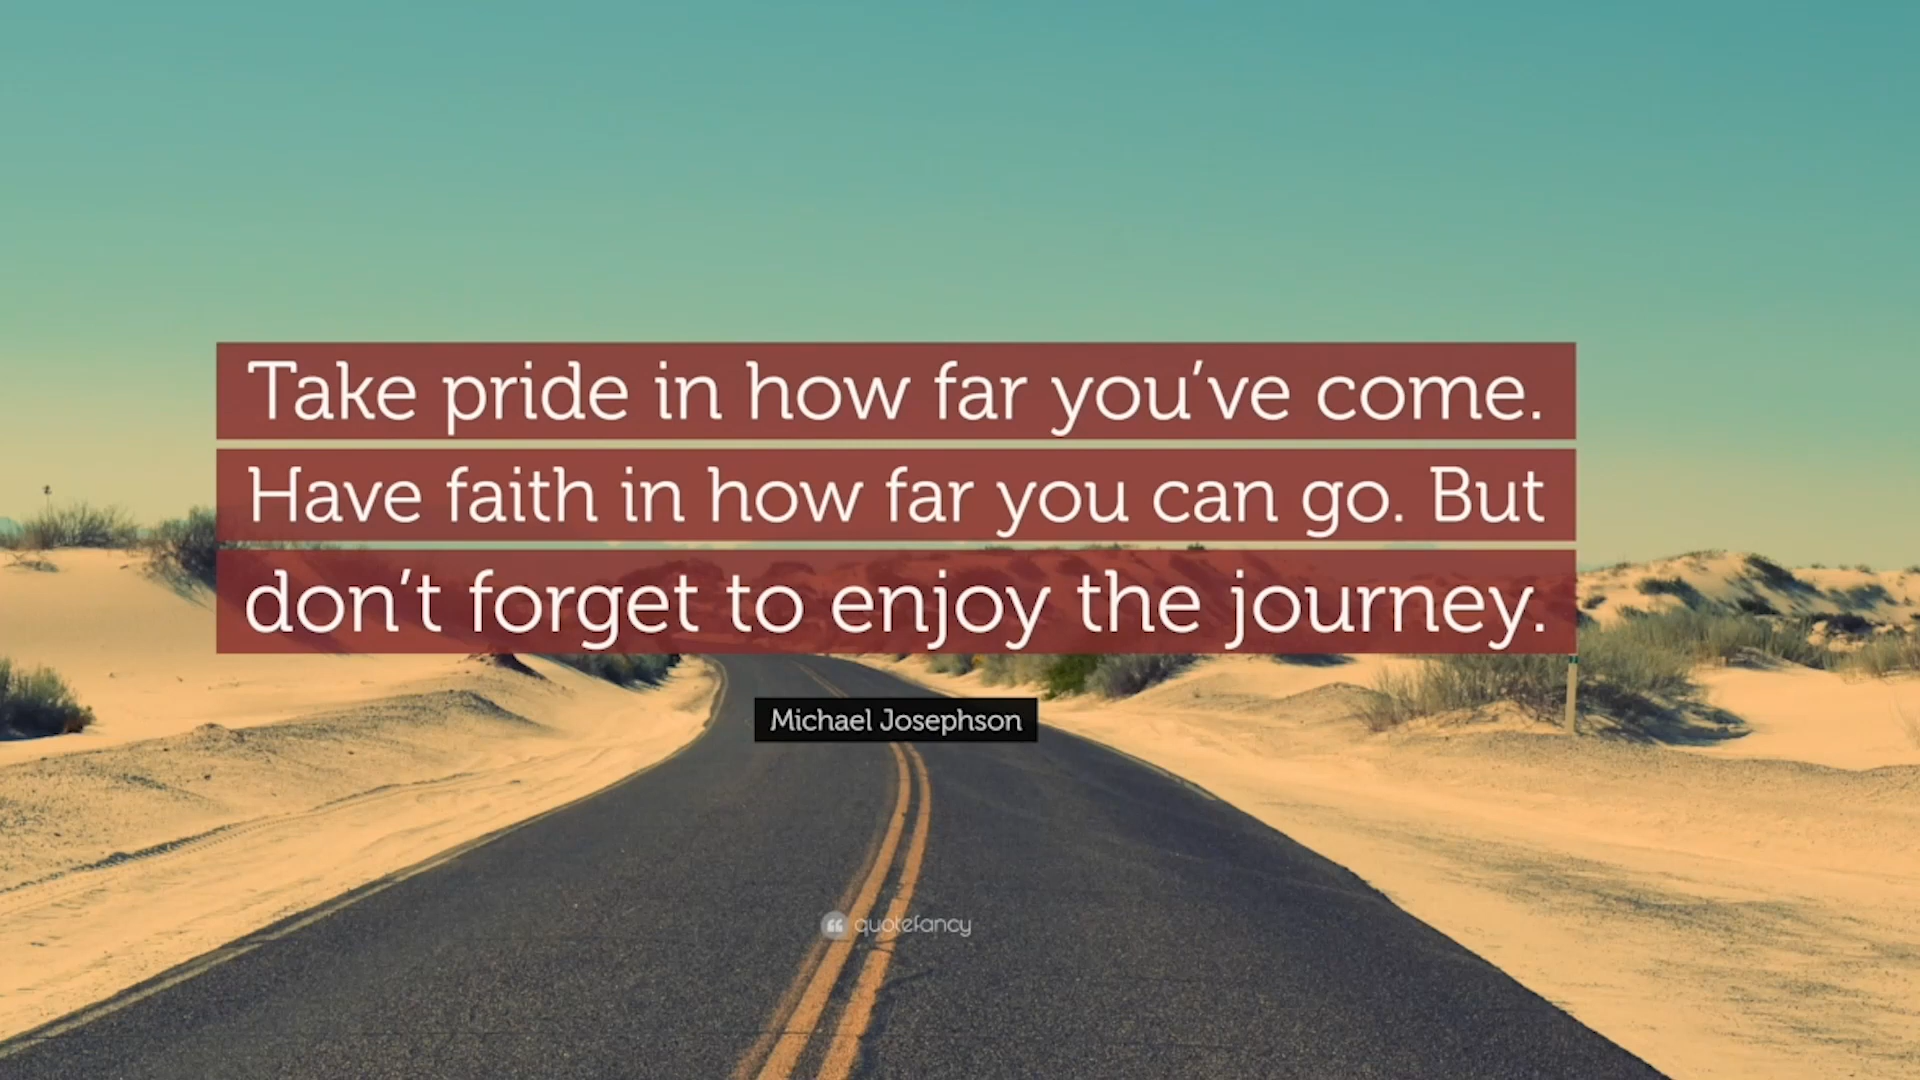 Take pride in how far you’ve come.
Have faith in how far you can go. But
don’t forget to enjoy the journey.
Michael Josephson
quotefancy